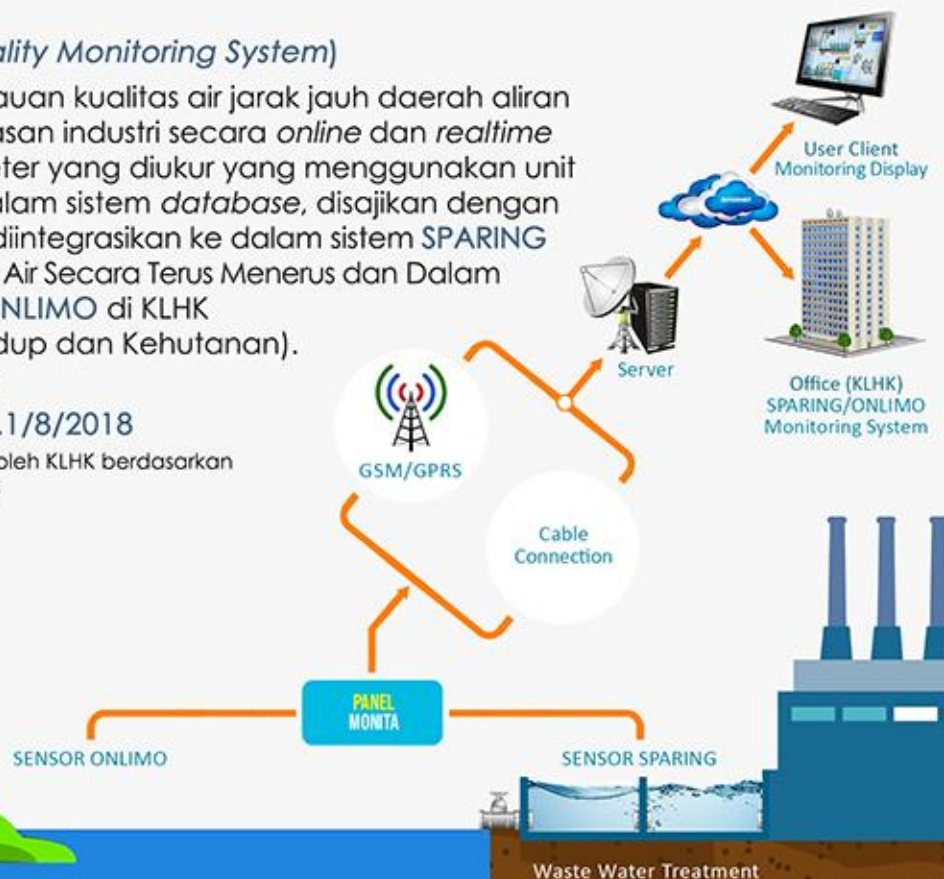 ality Monitoring System)
auan kualitas air jarak jauh daerah aliran
asan industri secara online dan realtime
eter yang diukur yang menggunakan unit
alam sistem database, disajikan dengan
diintegrasikan ke dalam sistem SPARING
Air Secara Terus Menerus dan Dalam
NLIMO di KLHK
dup dan Kehutanan).
.1/8/2018
oleh KLHK berdasarkan
User Client
Monitoring Display
Server
Office (KLHK)
SPARING/ONLIMO
Monitoring System
GSM/GPRS
Cable
Connection
PANEL
MONITA
SENSOR ONLIMO
SENSOR SPARING
Waste Water Treatment